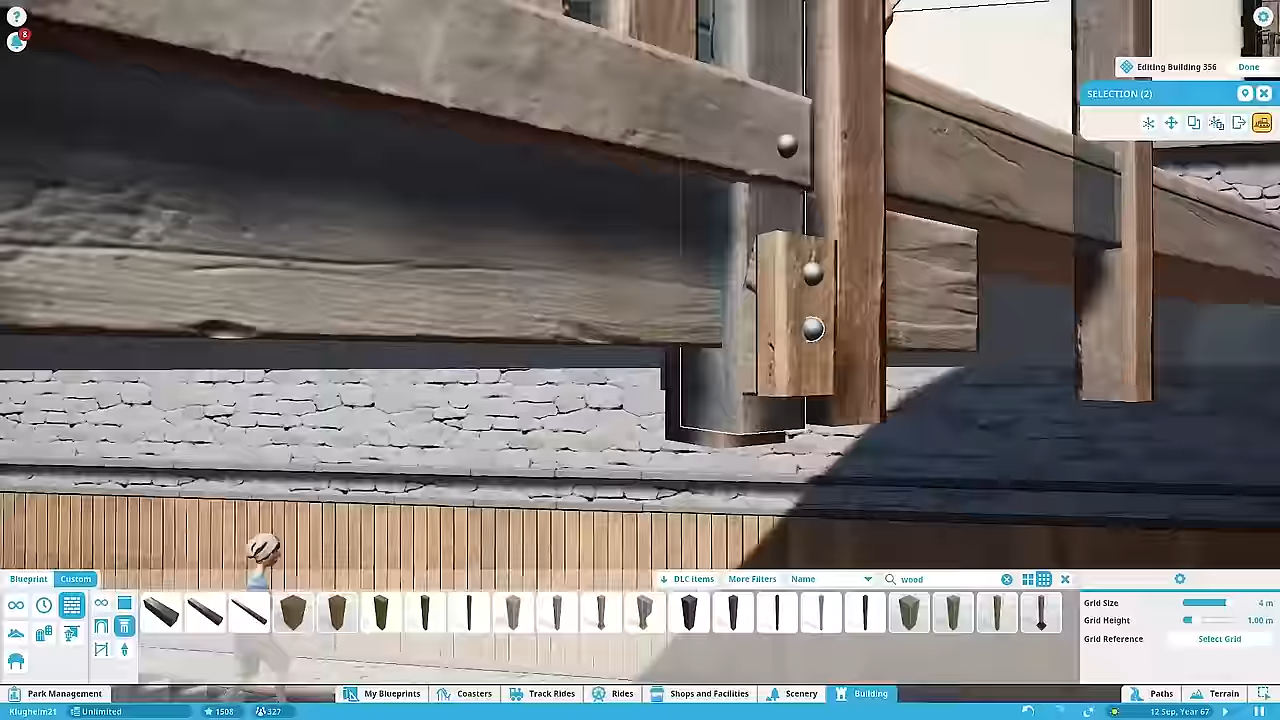 ?
8
Editing Building 356 Done
SELECTION (2)
Blueprint Custom
DLC Items More Filters Name wood
Grid Size 4 m
Grid Height 1.00 m
Grid Reference Select Grid
Park Management My Blueprints Coasters Track Rides Rides Shops and Facilities Scenery Building Paths Terrain
Klughelm21 Unlimited 1508 327 12 Sep, Year 67